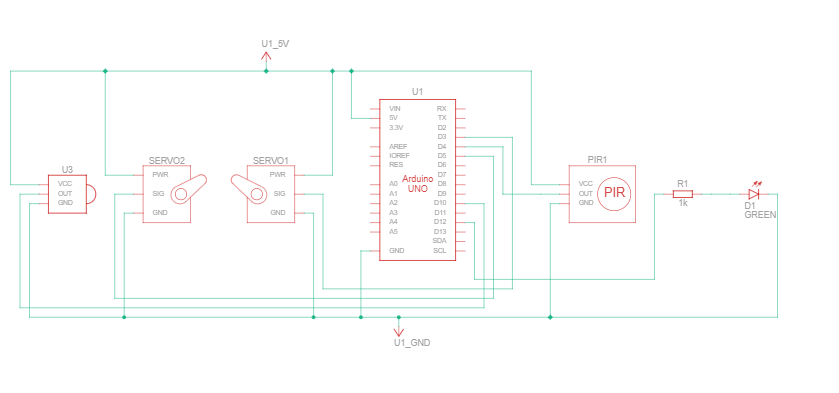 U1_5V
U1
VIN
5V
3.3V
AREF
IOREF
RES
A0
A1
A2
A3
A4
A5
GND
RX
TX
D2
D3
D4
D5
D6
D7
D8
D9
D10
D11
D12
D13
SDA
SCL
Arduino
UNO
U3
VCC
OUT
GND
SERVO2
PWR
SIG
GND
SERVO1
PWR
SIG
GND
PIR1
VCC
OUT
GND
PIR
R1
1k
D1
GREEN
U1_GND